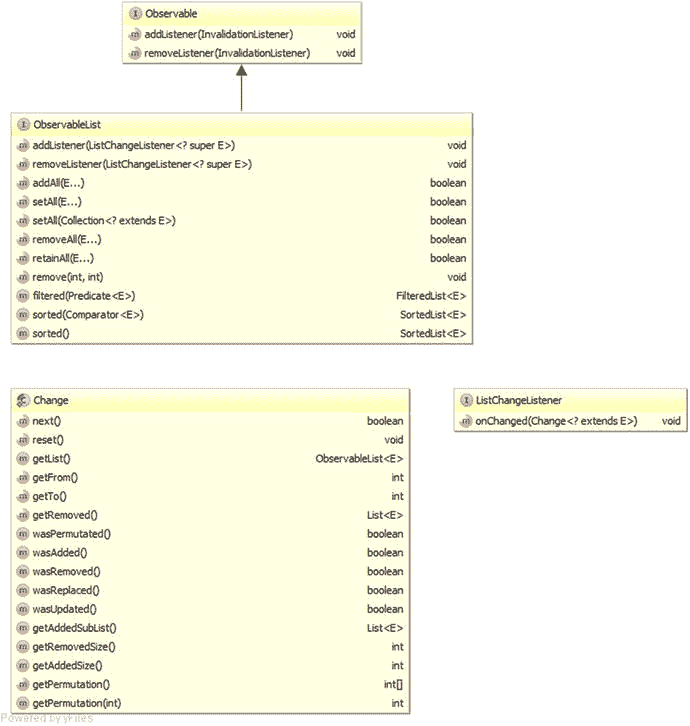 Observable
addListener(InvalidationListener) void
removeListener(InvalidationListener) void
ObservableList
addListener(ListChangeListener<? super E>) void
removeListener(ListChangeListener<? super E>) void
addAll(E...) boolean
setAll(E...) boolean
setAll(Collection<? extends E>) boolean
removeAll(E...) boolean
retainAll(E...) boolean
remove(int, int) void
filtered(Predicate<E>) FilteredList<E>
sorted(Comparator<E>) SortedList<E>
sorted() SortedList<E>
Change
next() boolean
reset() void
getList() ObservableList<E>
getFrom() int
getTo() int
getRemoved() List<E>
wasPermutated() boolean
wasAdded() boolean
wasRemoved() boolean
wasReplaced() boolean
wasUpdated() boolean
getAddedSubList() List<E>
getRemovedSize() int
getAddedSize() int
getPermutation() int[]
getPermutation(int) int
ListChangeListener
onChanged(Change<? extends E>) void
Powered by yFiles